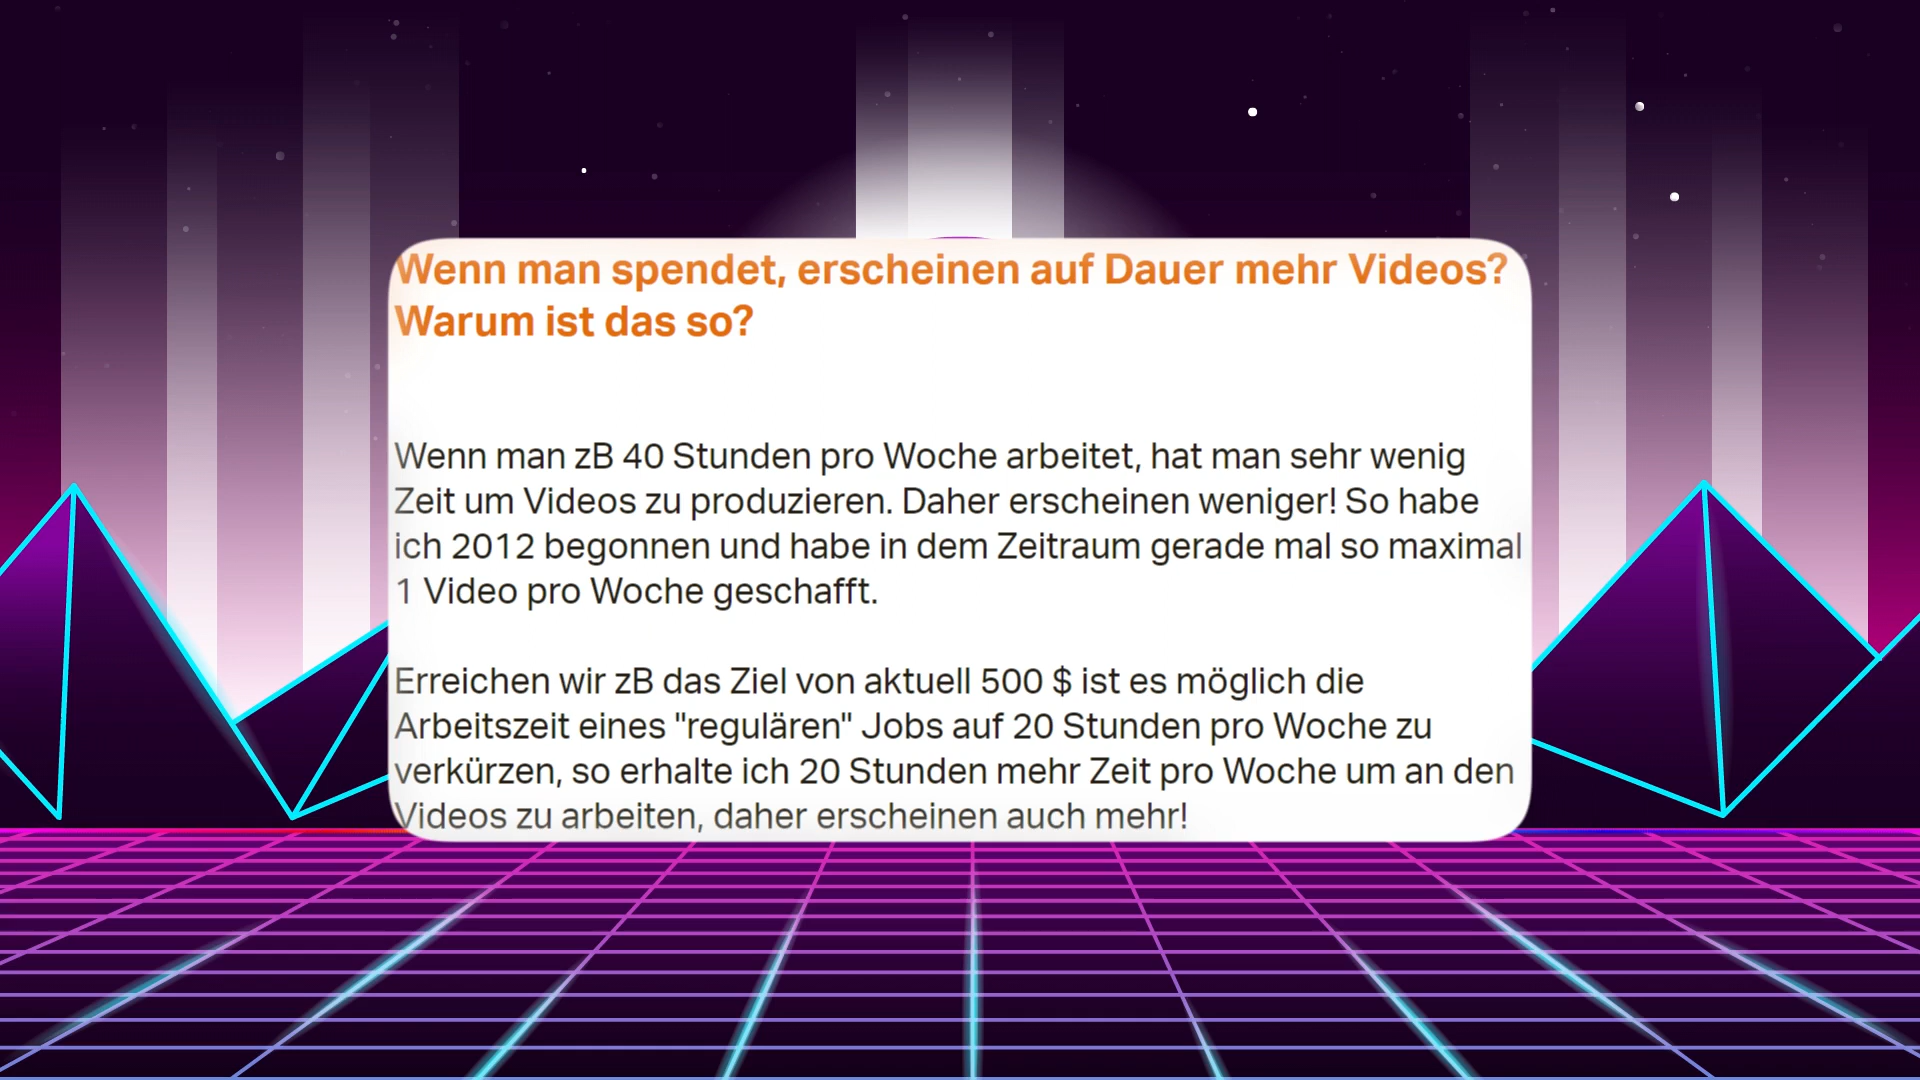 Wenn man spendet, erscheinen auf Dauer mehr Videos?
Warum ist das so?
Wenn man zB 40 Stunden pro Woche arbeitet, hat man sehr wenig
Zeit um Videos zu produzieren. Daher erscheinen weniger! So habe
ich 2012 begonnen und habe in dem Zeitraum gerade mal so maximal
1 Video pro Woche geschafft.
Erreichen wir zB das Ziel von aktuell 500 $ ist es möglich die
Arbeitszeit eines "regulären" Jobs auf 20 Stunden pro Woche zu
verkürzen, so erhalte ich 20 Stunden mehr Zeit pro Woche um an den
Videos zu arbeiten, daher erscheinen auch mehr!